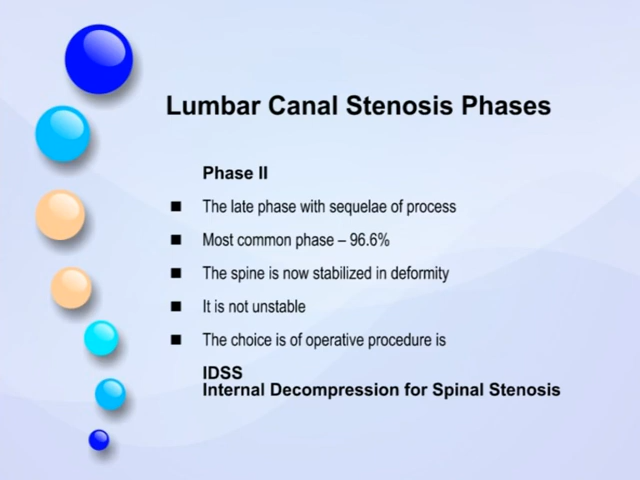 Lumbar Canal Stenosis Phases
Phase II
■ The late phase with sequelae of process
■ Most common phase – 96.6%
■ The spine is now stabilized in deformity
■ It is not unstable
■ The choice is of operative procedure is
IDSS
Internal Decompression for Spinal Stenosis